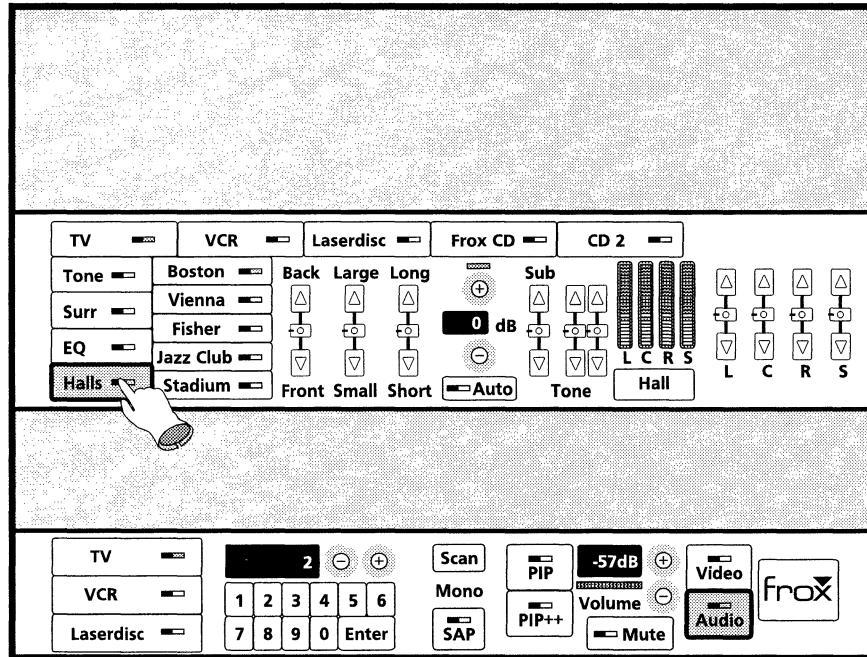 TV VCR Laserdisc Frox CD CD 2
Tone Boston Back Large Long Sub
Surr Vienna
Fisher 0 dB
EQ
Jazz Club L C R S L C R S
Halls Stadium Front Small Short Auto Tone Hall
TV 2 Scan PIP -57dB Video
VCR 1 2 3 4 5 6 Mono Volume frox
Laserdisc 7 8 9 0 Enter SAP PIP++ Mute Audio